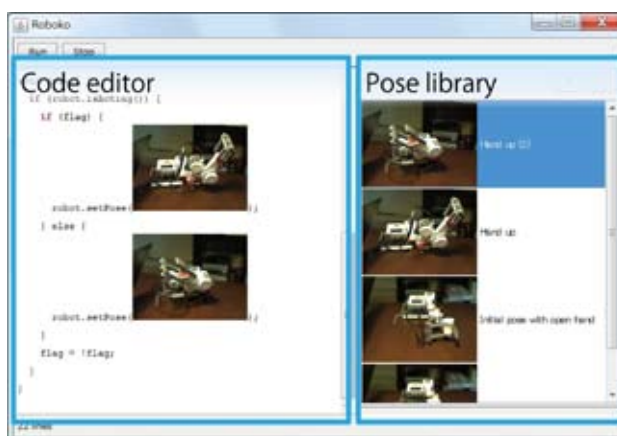 Roboko
Run Stop
Code editor
if (robot.isActing()) {
if (flag) {
robot.setPose( );
} else {
robot.setPose( );
}
flag = !flag;
}
}
22 lines
Pose library
Hand up (2)
Hand up
Initial pose with open hand